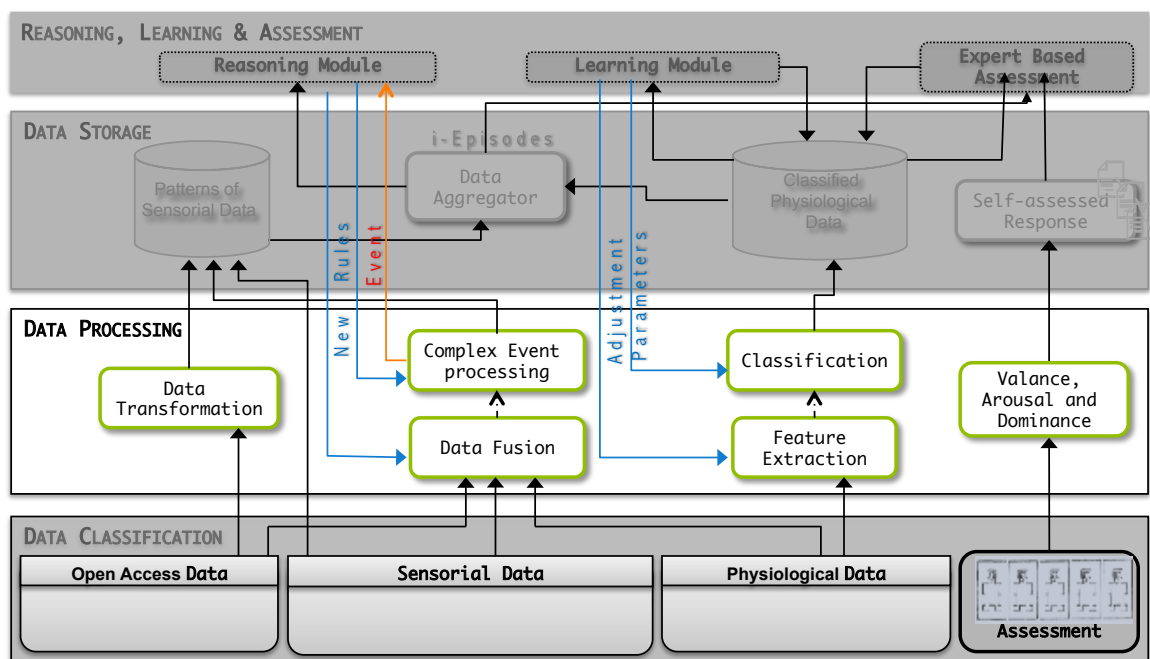 REASONING, LEARNING & ASSESSMENT
Reasoning Module
Learning Module
Expert Based
Assessment
DATA STORAGE
i-Episodes
Patterns of
Sensorial Data
Data
Aggregator
Classified
Physiological
Data
Self-assessed
Response
New Rules
Event
Adjustment
Parameters
DATA PROCESSING
Complex Event
processing
Classification
Data
Transformation
Valance,
Arousal and
Dominance
Data Fusion
Feature
Extraction
DATA CLASSIFICATION
Open Access Data
Sensorial Data
Physiological Data
Assessment